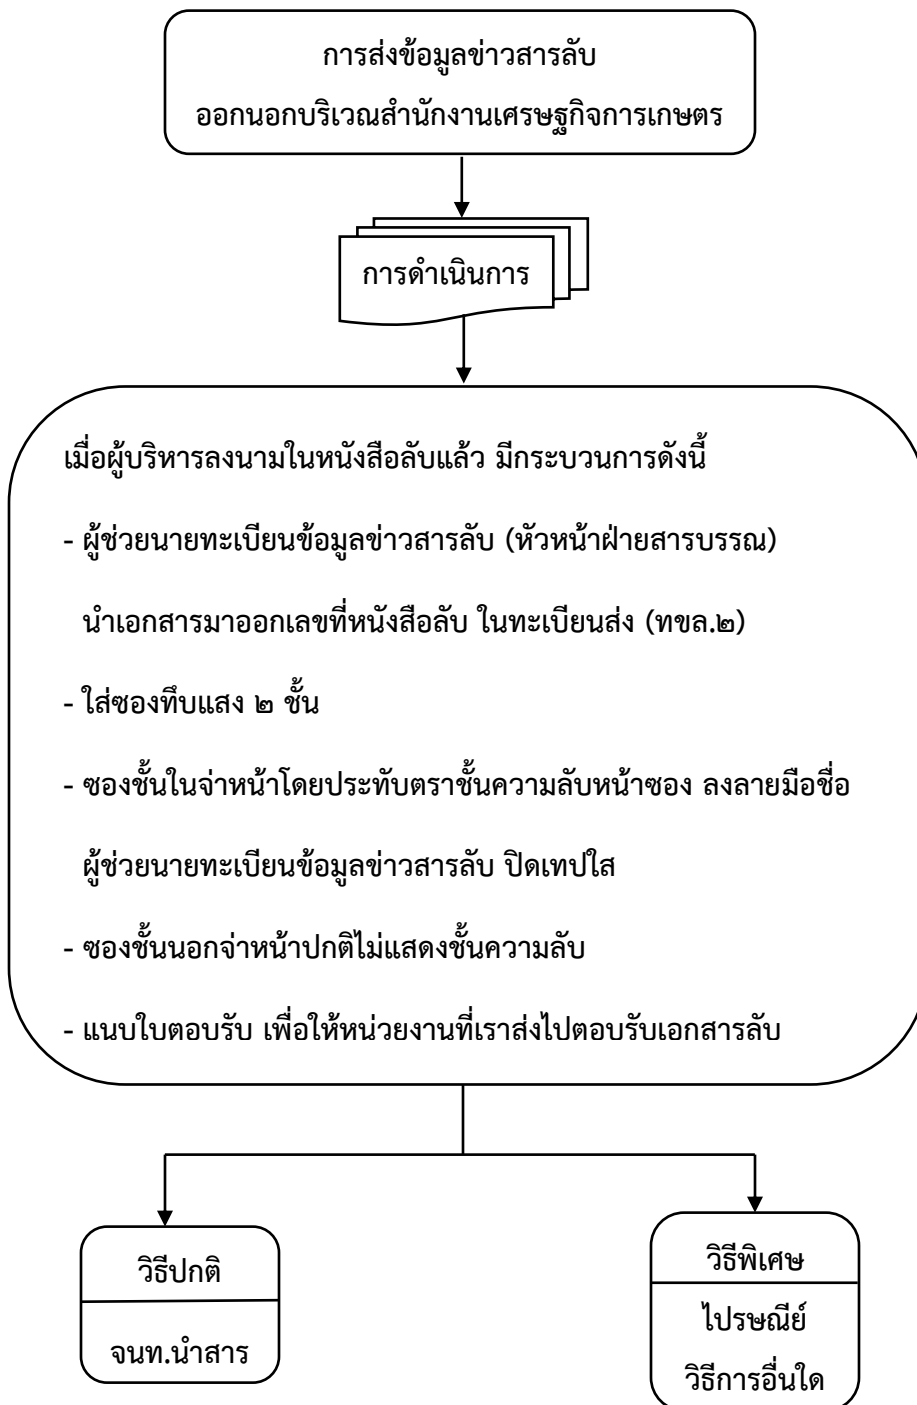 การส่งข้อมูลข่าวสารลับ
ออกนอกบริเวณสำนักงานเศรษฐกิจการเกษตร
การดำเนินการ
เมื่อผู้บริหารลงนามในหนังสือลับแล้ว มีกระบวนการดังนี้
- ผู้ช่วยนายทะเบียนข้อมูลข่าวสารลับ (หัวหน้าฝ่ายสารบรรณ)
นำเอกสารมาออกเลขที่หนังสือลับ ในทะเบียนส่ง (ทขล.๒)
- ใส่ซองทึบแสง ๒ ชั้น
- ซองชั้นในจ่าหน้าโดยประทับตราชั้นความลับหน้าซอง ลงลายมือชื่อ
ผู้ช่วยนายทะเบียนข้อมูลข่าวสารลับ ปิดเทปใส
- ซองชั้นนอกจ่าหน้าปกติไม่แสดงชั้นความลับ
- แนบใบตอบรับ เพื่อให้หน่วยงานที่เราส่งไปตอบรับเอกสารลับ
วิธีปกติ
จนท.นำสาร
วิธีพิเศษ
ไปรษณีย์
วิธีการอื่นใด